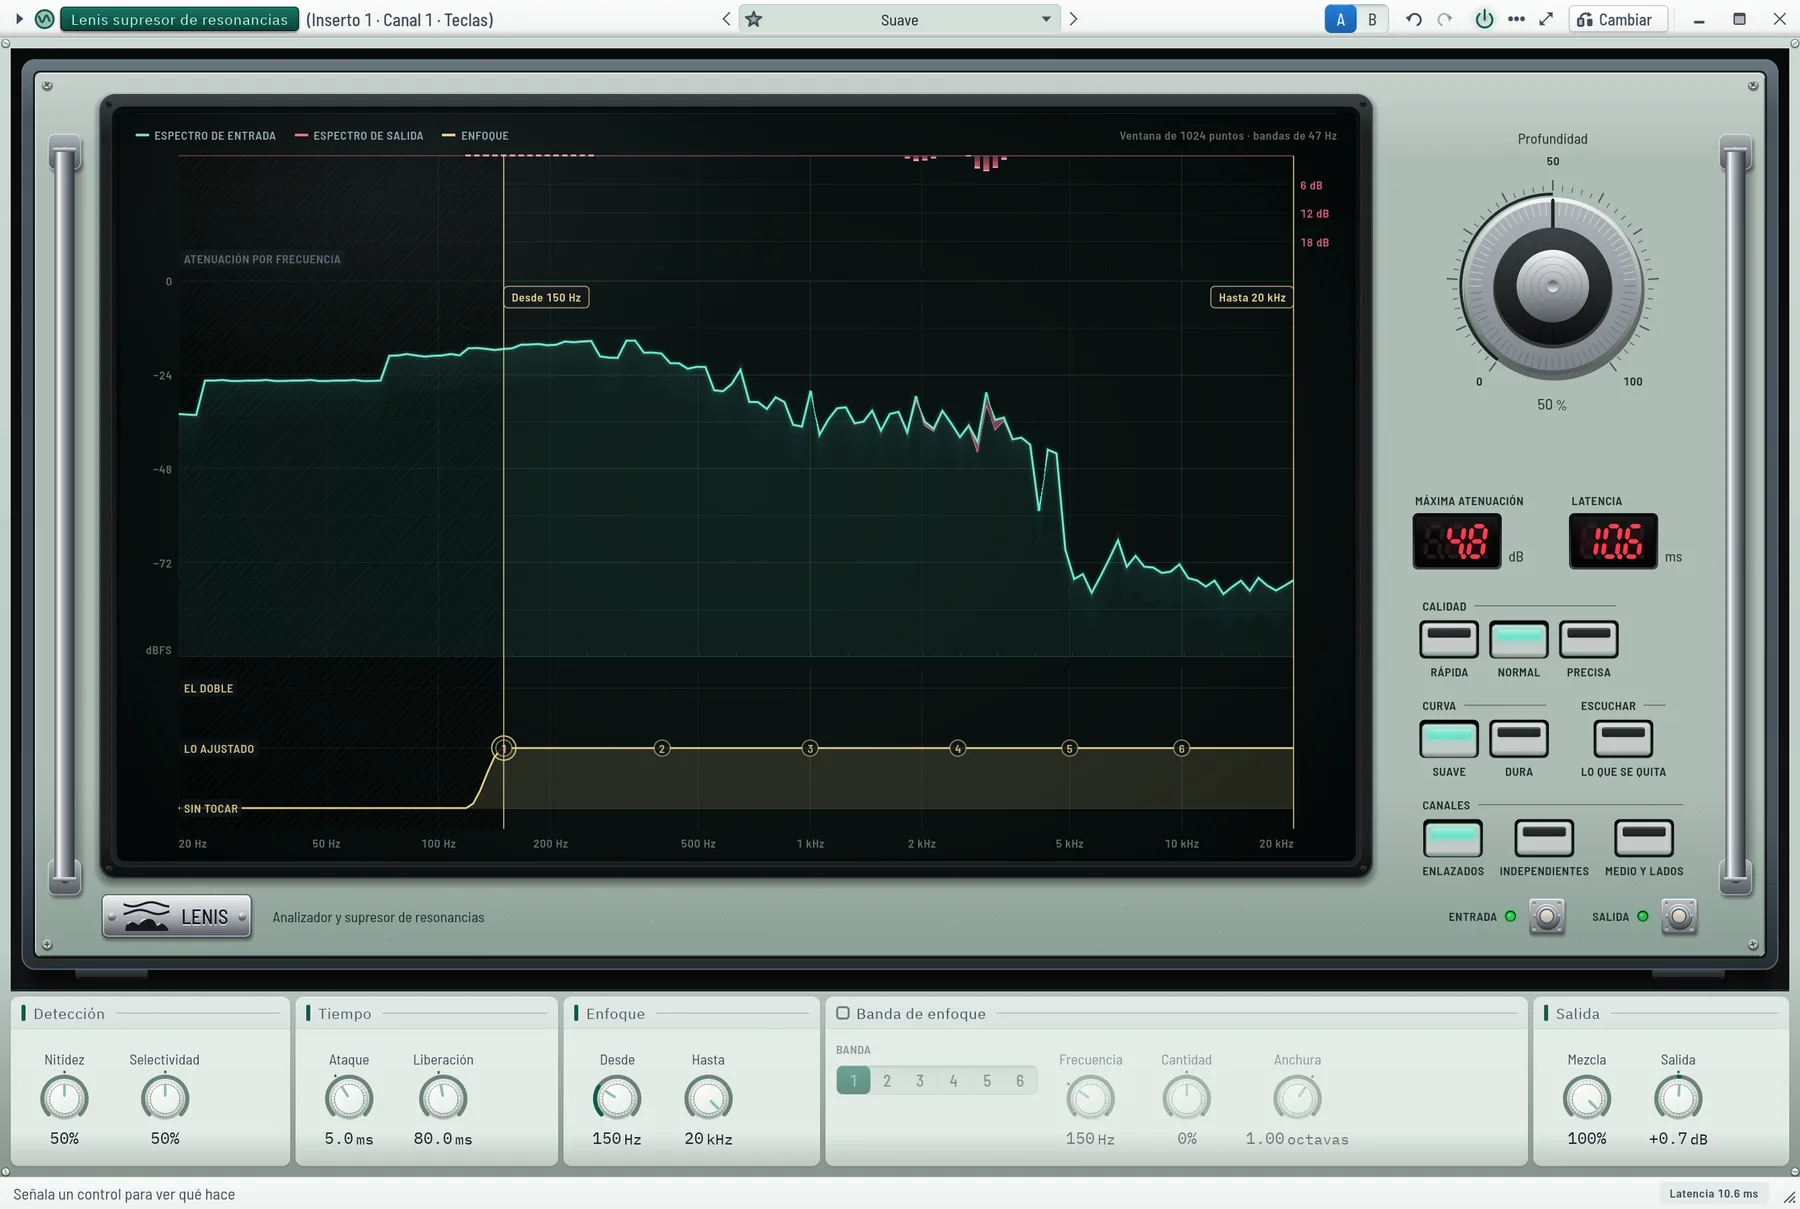 Lenis supresor de resonancias (Inserto 1 · Canal 1 · Teclas)
Suave
A B
Cambiar
ESPECTRO DE ENTRADA ESPECTRO DE SALIDA ENFOQUE
Ventana de 1024 puntos · bandas de 47 Hz
6 dB
12 dB
18 dB
ATENUACIÓN POR FRECUENCIA
0
Desde 150 Hz
Hasta 20 kHz
−24
−48
−72
dBFS
EL DOBLE
LO AJUSTADO
1 2 3 4 5 6
SIN TOCAR
20 Hz 50 Hz 100 Hz 200 Hz 500 Hz 1 kHz 2 kHz 5 kHz 10 kHz 20 kHz
LENIS
Analizador y supresor de resonancias
Profundidad
50
0 100
50 %
MÁXIMA ATENUACIÓN LATENCIA
48 dB 10.6 ms
CALIDAD
RÁPIDA NORMAL PRECISA
CURVA ESCUCHAR
SUAVE DURA LO QUE SE QUITA
CANALES
ENLAZADOS INDEPENDIENTES MEDIO Y LADOS
ENTRADA SALIDA
Detección
Nitidez Selectividad
50% 50%
Tiempo
Ataque Liberación
5.0 ms 80.0 ms
Enfoque
Desde Hasta
150 Hz 20 kHz
Banda de enfoque
BANDA
1 2 3 4 5 6
Frecuencia Cantidad Anchura
150 Hz 0% 1.00 octavas
Salida
Mezcla Salida
100% +0.7 dB
Señala un control para ver qué hace
Latencia 10.6 ms